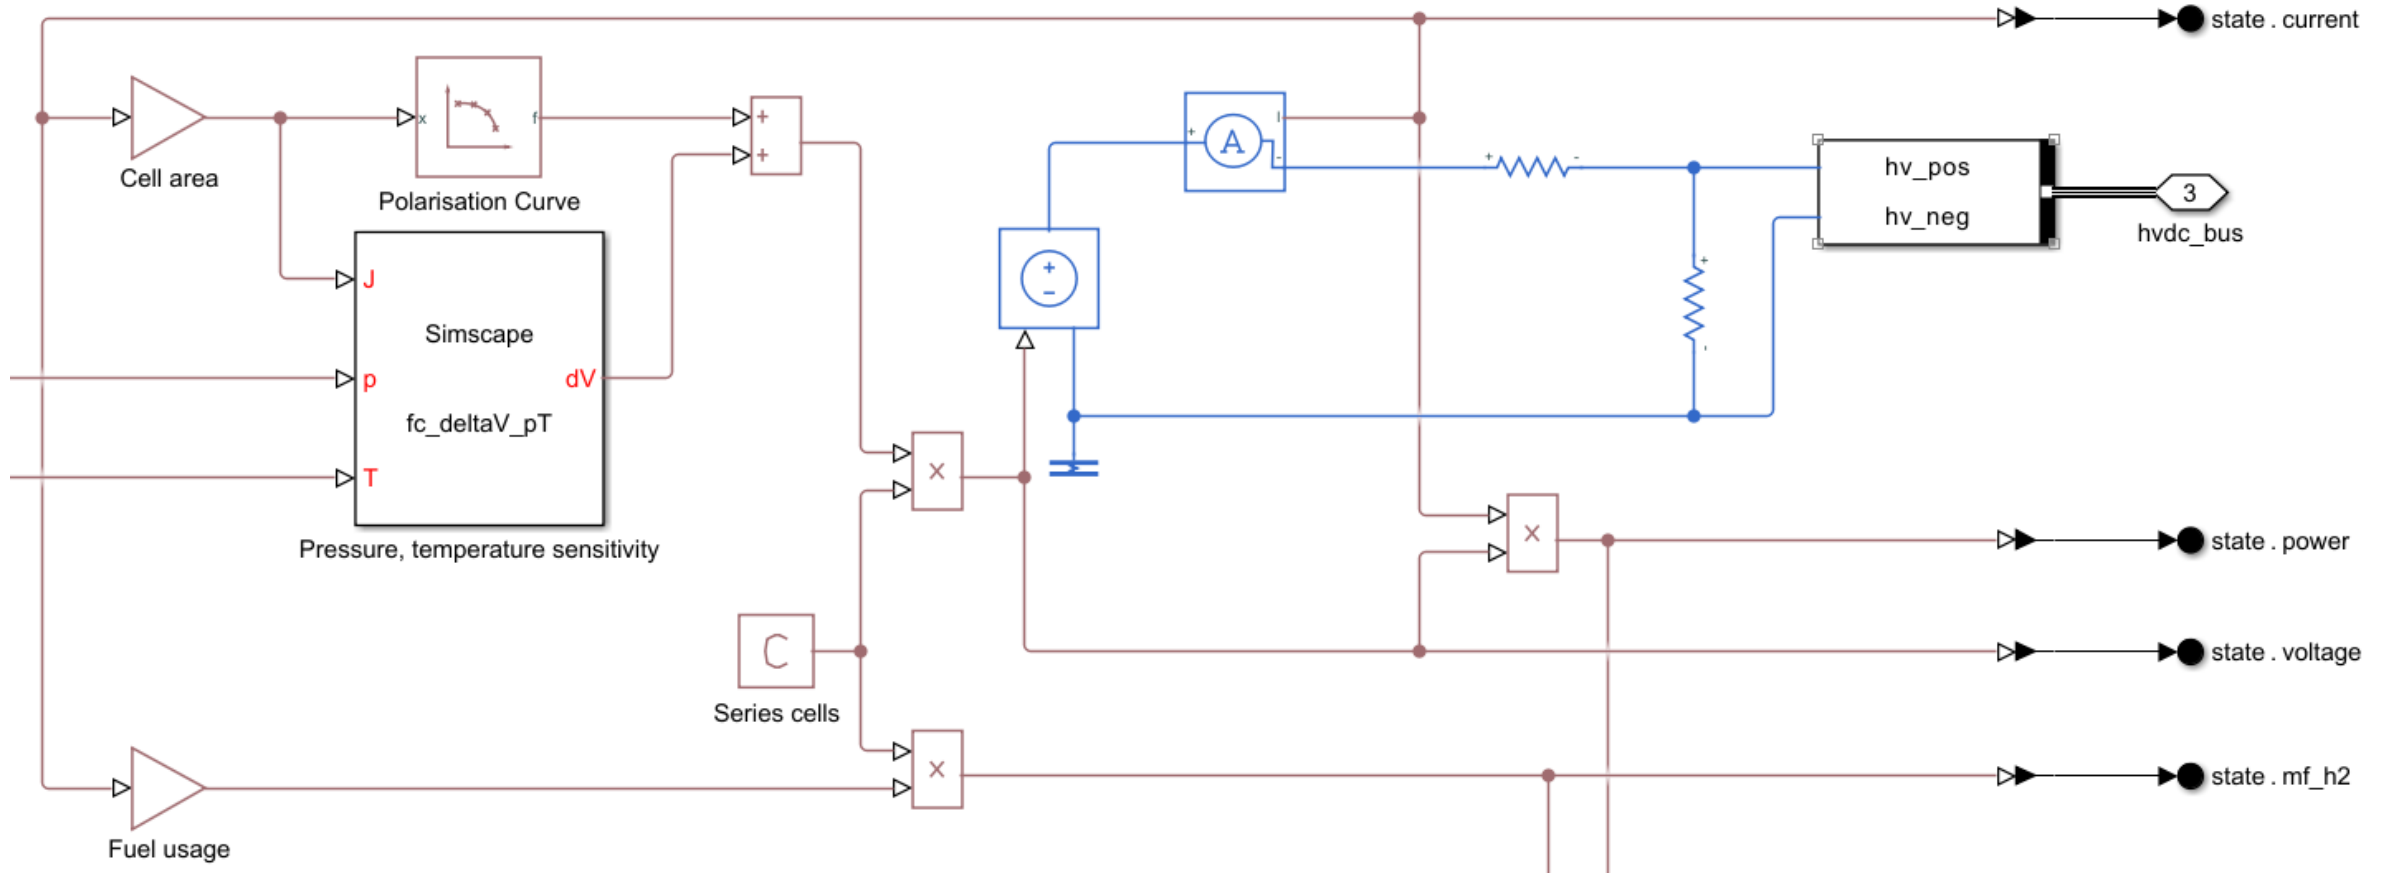 state . current
Cell area
x
f
Polarisation Curve
+
+
+
A
I
-
+
-
hv_pos
hv_neg
3
hvdc_bus
J
Simscape
p
dV
fc_deltaV_pT
T
Pressure, temperature sensitivity
+
−
+
-
×
×
state . power
C
Series cells
state . voltage
×
state . mf_h2
Fuel usage